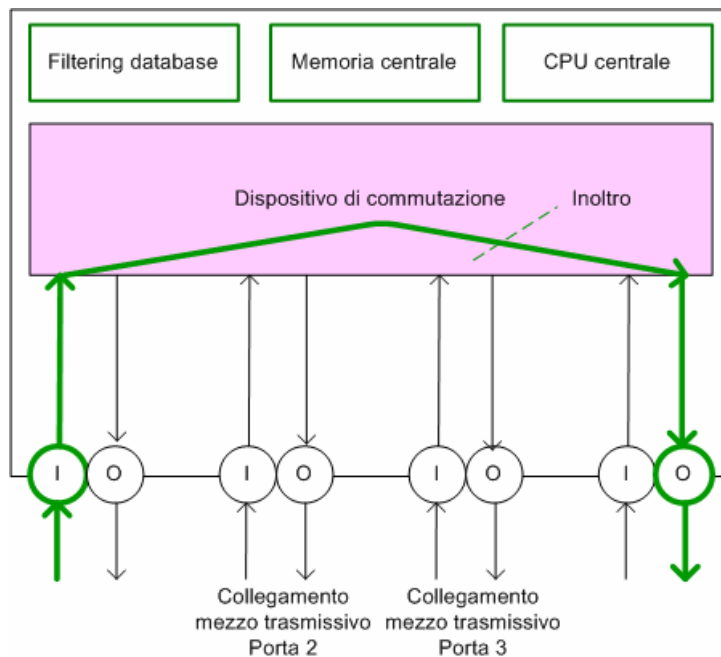 Filtering database
Memoria centrale
CPU centrale
Dispositivo di commutazione
Inoltro
I
O
I
O
I
O
I
O
Collegamento
mezzo trasmissivo
Porta 2
Collegamento
mezzo trasmissivo
Porta 3